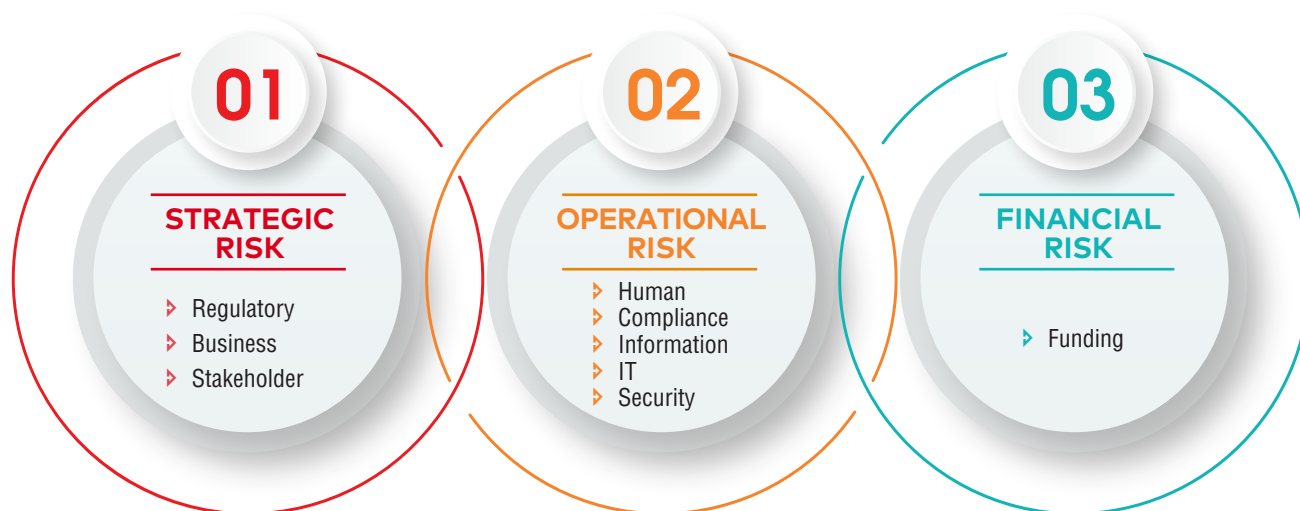 01
STRATEGIC
RISK
Regulatory
Business
Stakeholder
02
OPERATIONAL
RISK
Human
Compliance
Information
IT
Security
03
FINANCIAL
RISK
Funding